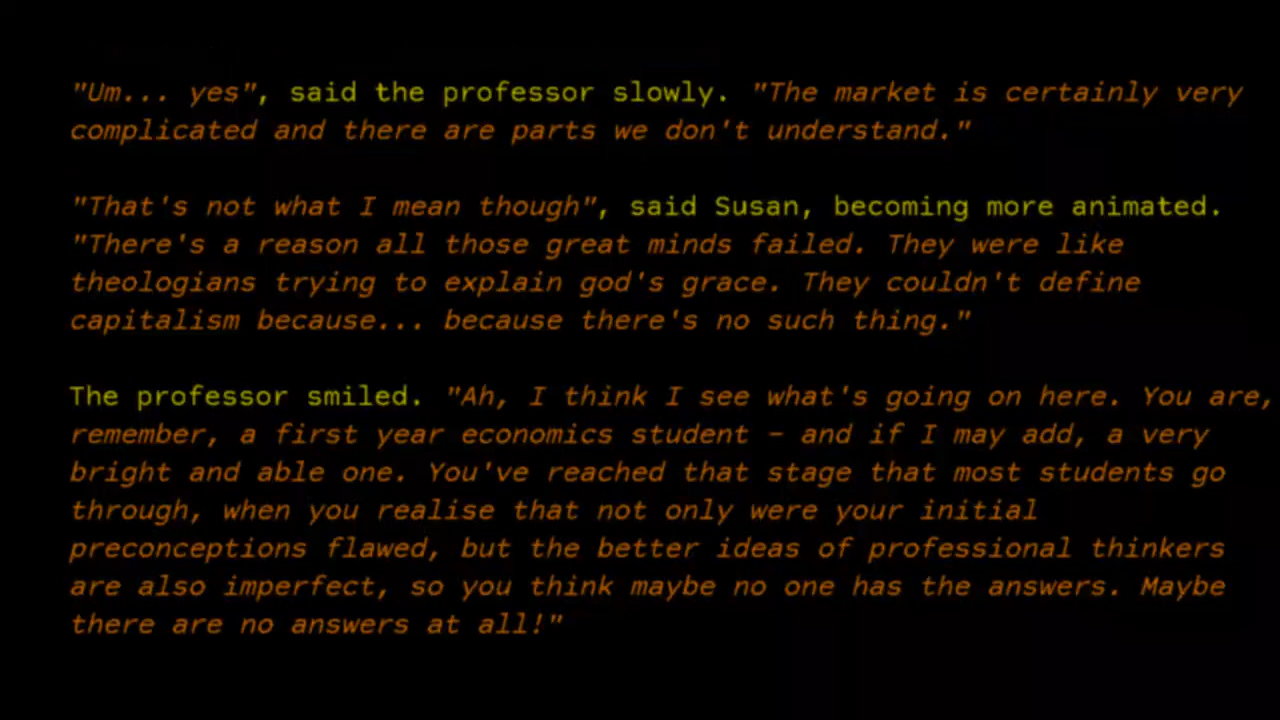 "Um... yes", said the professor slowly. "The market is certainly very
complicated and there are parts we don't understand."
"That's not what I mean though", said Susan, becoming more animated.
"There's a reason all those great minds failed. They were like
theologians trying to explain god's grace. They couldn't define
capitalism because... because there's no such thing."
The professor smiled. "Ah, I think I see what's going on here. You are,
remember, a first year economics student – and if I may add, a very
bright and able one. You've reached that stage that most students go
through, when you realise that not only were your initial
preconceptions flawed, but the better ideas of professional thinkers
are also imperfect, so you think maybe no one has the answers. Maybe
there are no answers at all!"